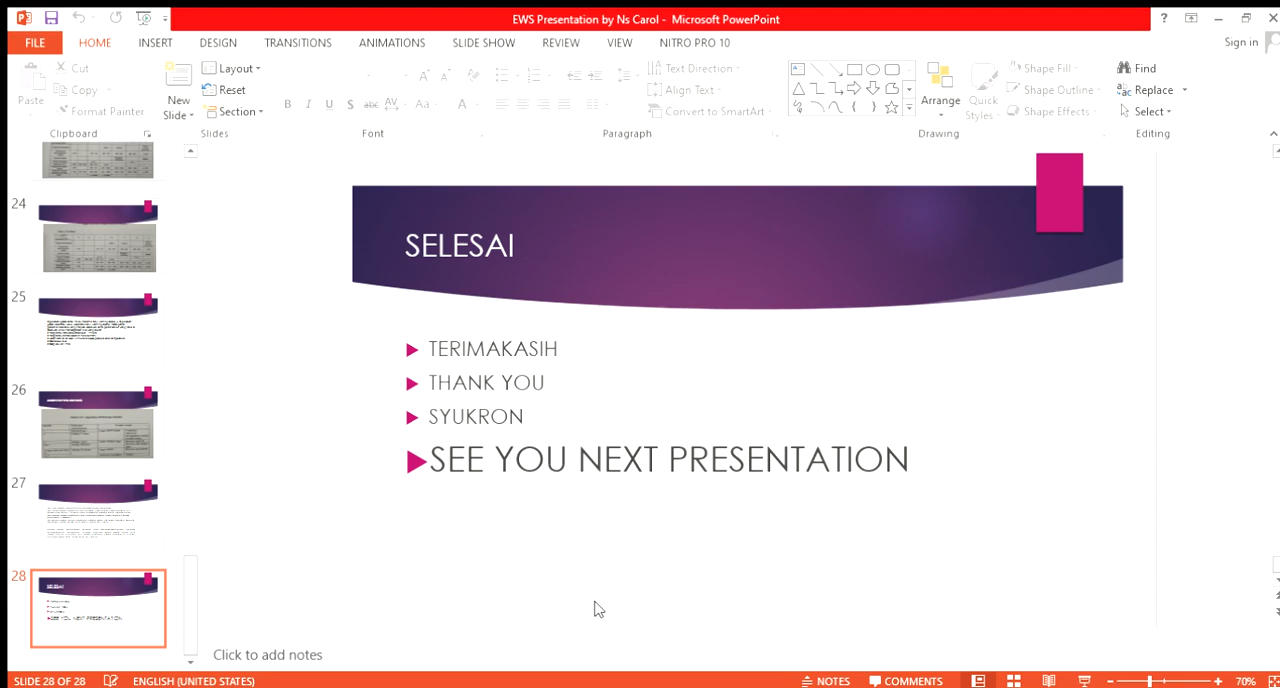 EWS Presentation by Ns Carol - Microsoft PowerPoint
FILE HOME INSERT DESIGN TRANSITIONS ANIMATIONS SLIDE SHOW REVIEW VIEW NITRO PRO 10
Sign in
Paste
Cut
Copy
Format Painter
Clipboard
New Slide
Layout
Reset
Section
Slides
Font
Text Direction
Align Text
Convert to SmartArt
Paragraph
Arrange
Quick Styles
Shape Fill
Shape Outline
Shape Effects
Drawing
Find
Replace
Select
Editing
24
25
26
27
28
SELESAI
TERIMAKASIH
THANK YOU
SYUKRON
SEE YOU NEXT PRESENTATION
Click to add notes
SLIDE 28 OF 28 ENGLISH (UNITED STATES) NOTES COMMENTS 70%